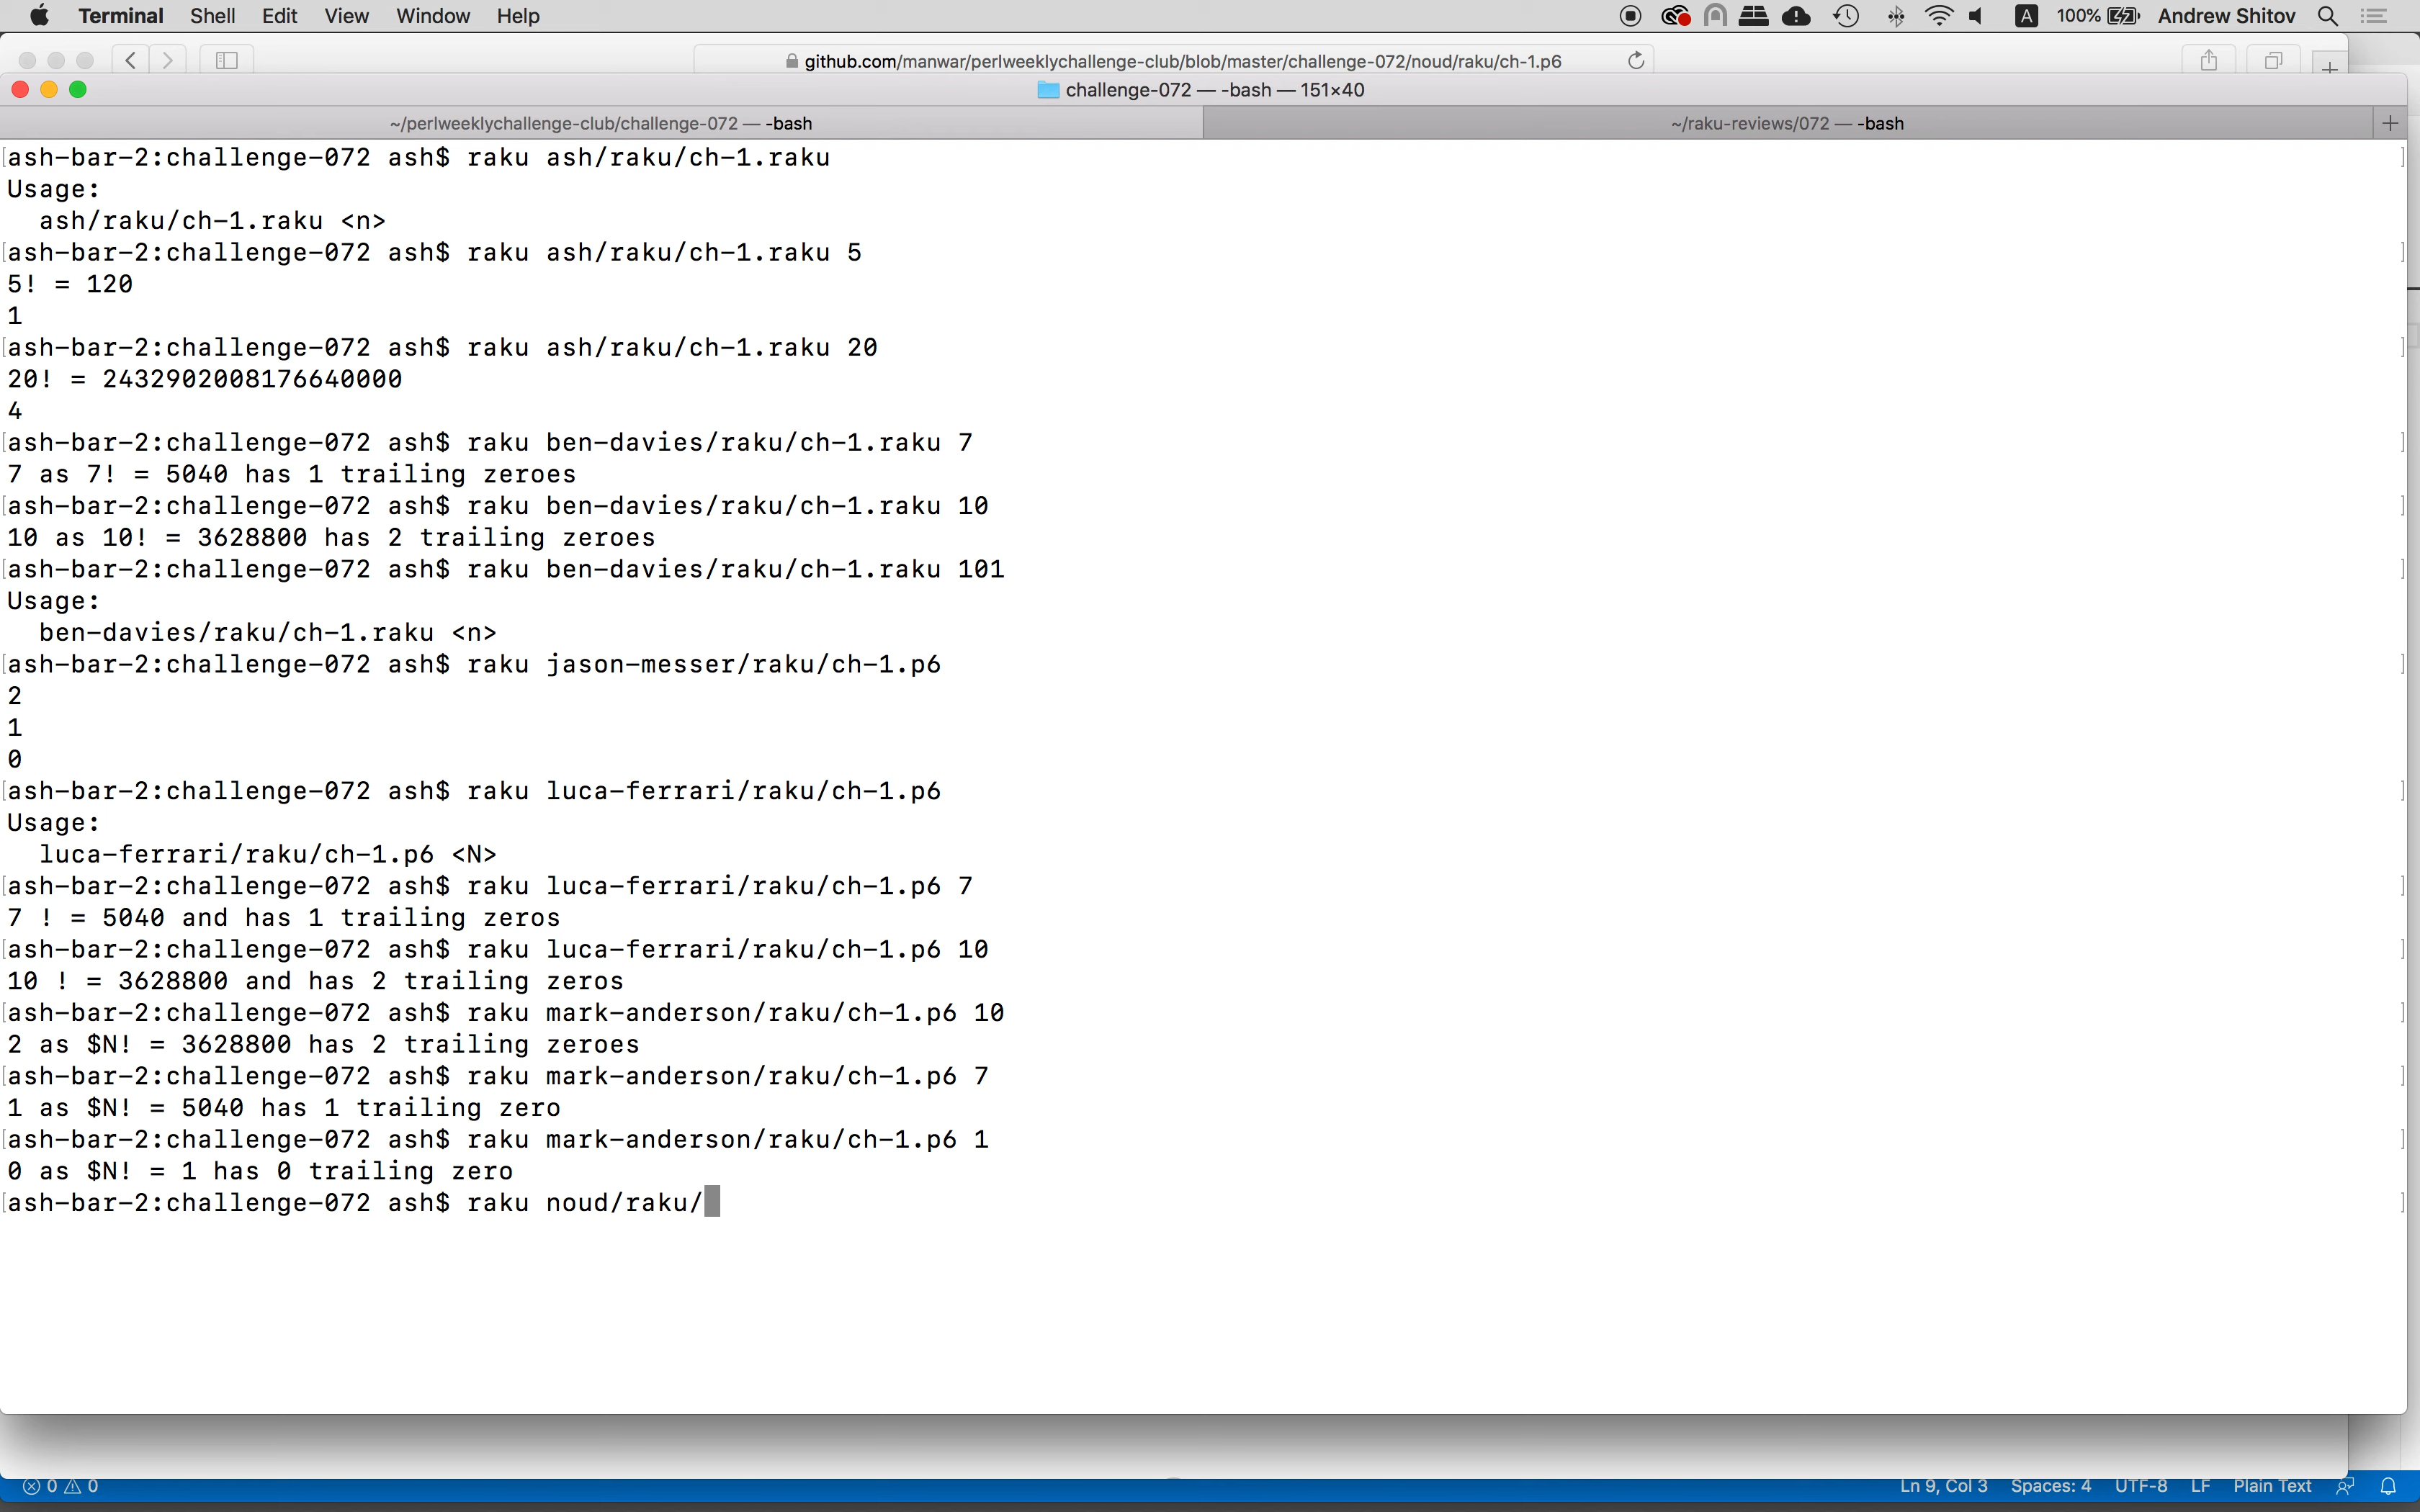 Terminal Shell Edit View Window Help 100% Andrew Shitov
github.com/manwar/perlweeklychallenge-club/blob/master/challenge-072/noud/raku/ch-1.p6
challenge-072 — -bash — 151×40
~/perlweeklychallenge-club/challenge-072 — -bash ~/raku-reviews/072 — -bash
[ash-bar-2:challenge-072 ash$ raku ash/raku/ch-1.raku ]
Usage:
ash/raku/ch-1.raku <n>
[ash-bar-2:challenge-072 ash$ raku ash/raku/ch-1.raku 5 ]
5! = 120
1
[ash-bar-2:challenge-072 ash$ raku ash/raku/ch-1.raku 20 ]
20! = 2432902008176640000
4
[ash-bar-2:challenge-072 ash$ raku ben-davies/raku/ch-1.raku 7 ]
7 as 7! = 5040 has 1 trailing zeroes
[ash-bar-2:challenge-072 ash$ raku ben-davies/raku/ch-1.raku 10 ]
10 as 10! = 3628800 has 2 trailing zeroes
[ash-bar-2:challenge-072 ash$ raku ben-davies/raku/ch-1.raku 101 ]
Usage:
ben-davies/raku/ch-1.raku <n>
[ash-bar-2:challenge-072 ash$ raku jason-messer/raku/ch-1.p6 ]
2
1
0
[ash-bar-2:challenge-072 ash$ raku luca-ferrari/raku/ch-1.p6 ]
Usage:
luca-ferrari/raku/ch-1.p6 <N>
[ash-bar-2:challenge-072 ash$ raku luca-ferrari/raku/ch-1.p6 7 ]
7 ! = 5040 and has 1 trailing zeros
[ash-bar-2:challenge-072 ash$ raku luca-ferrari/raku/ch-1.p6 10 ]
10 ! = 3628800 and has 2 trailing zeros
[ash-bar-2:challenge-072 ash$ raku mark-anderson/raku/ch-1.p6 10 ]
2 as $N! = 3628800 has 2 trailing zeroes
[ash-bar-2:challenge-072 ash$ raku mark-anderson/raku/ch-1.p6 7 ]
1 as $N! = 5040 has 1 trailing zero
[ash-bar-2:challenge-072 ash$ raku mark-anderson/raku/ch-1.p6 1 ]
0 as $N! = 1 has 0 trailing zero
[ash-bar-2:challenge-072 ash$ raku noud/raku/ ]
0 0 Ln 9, Col 3 Spaces: 4 UTF-8 LF Plain Text